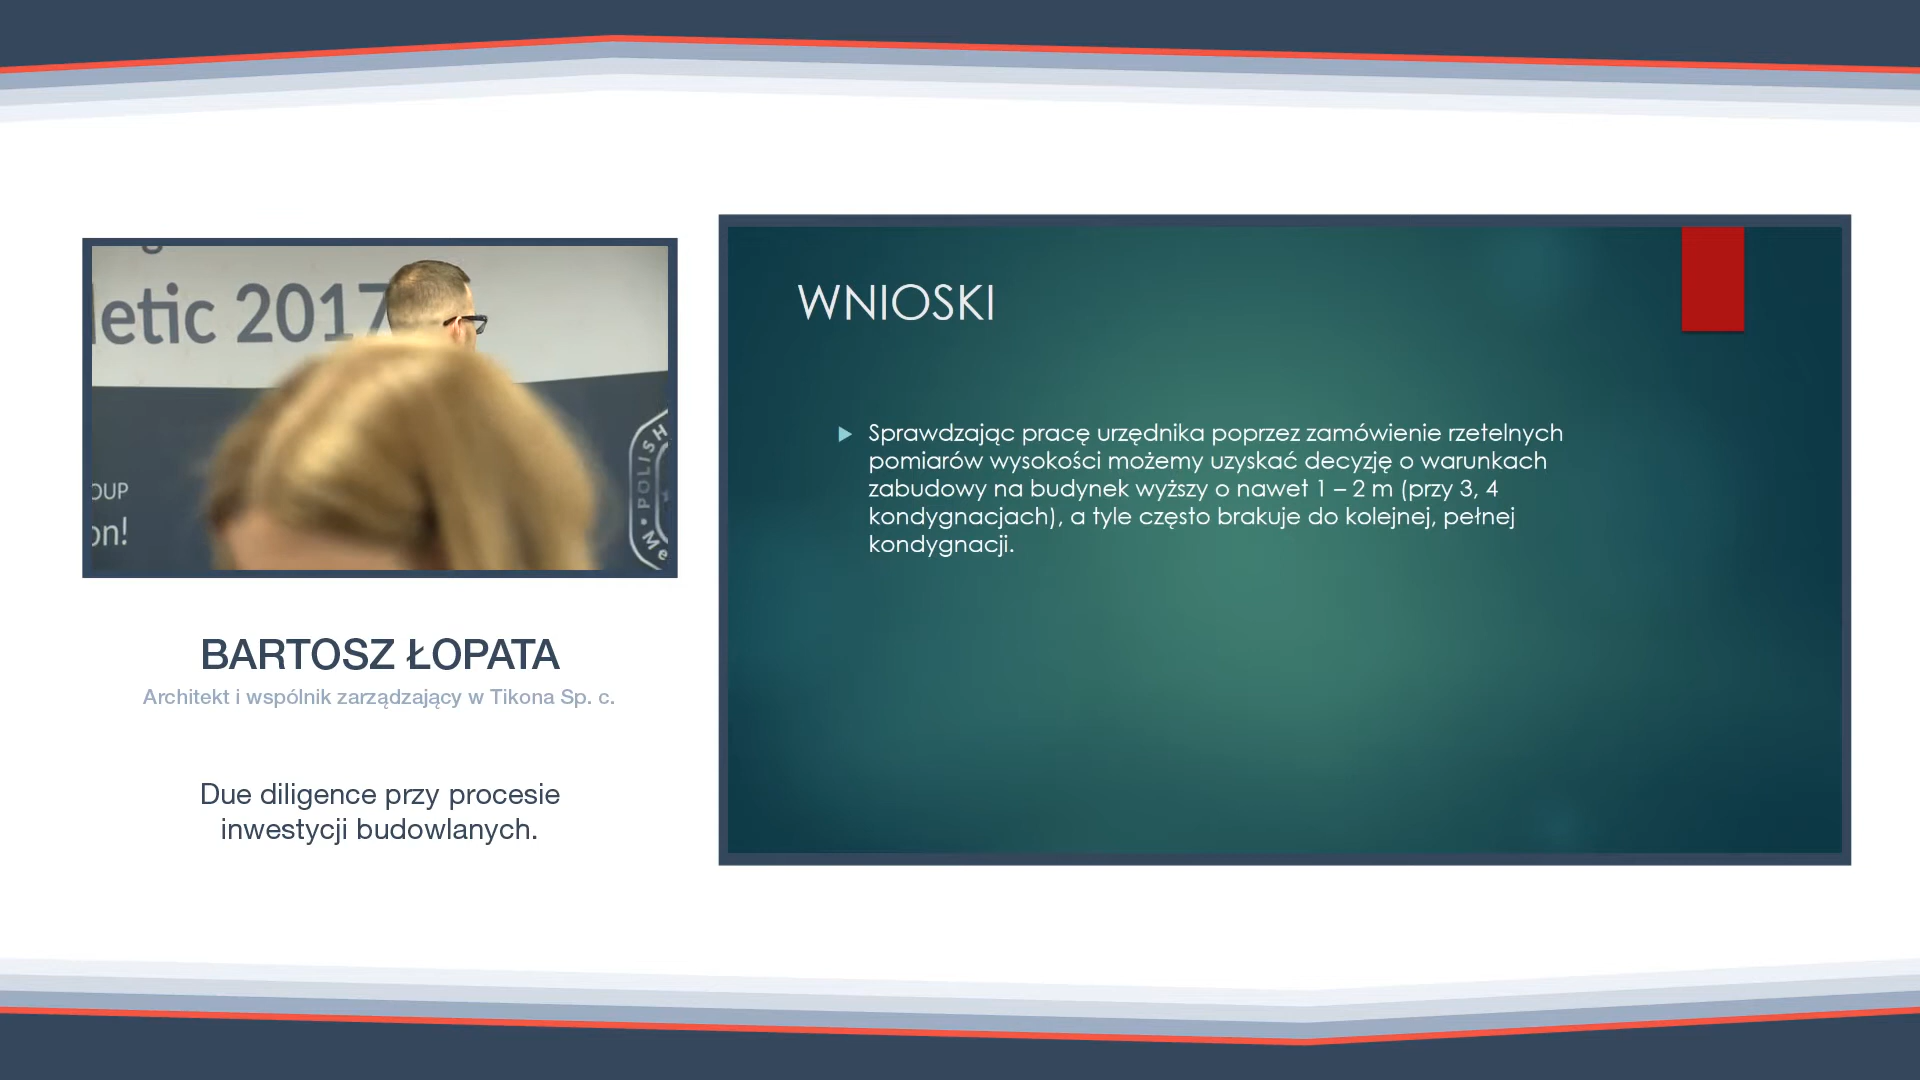 letic 2017
OUP
on!
POLISH
Me
BARTOSZ ŁOPATA
Architekt i wspólnik zarządzający w Tikona Sp. c.
Due diligence przy procesie
inwestycji budowlanych.
WNIOSKI
Sprawdzając pracę urzędnika poprzez zamówienie rzetelnych
pomiarów wysokości możemy uzyskać decyzję o warunkach
zabudowy na budynek wyższy o nawet 1 – 2 m (przy 3, 4
kondygnacjach), a tyle często brakuje do kolejnej, pełnej
kondygnacji.